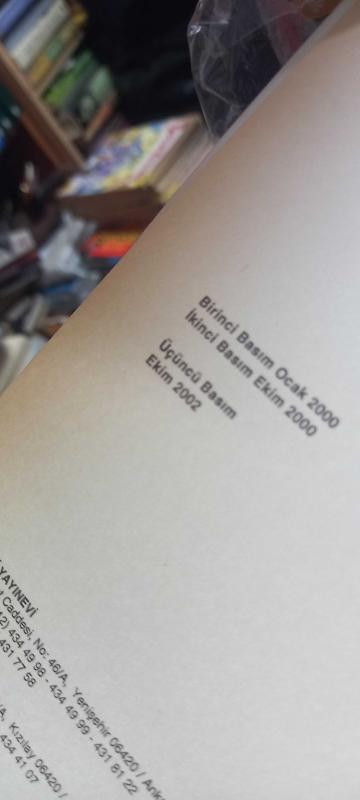 Birinci Basım Ocak 2000
İkinci Basım Ekim 2000
Üçüncü Basım
Ekim 2002
YAYINEVİ
Caddesi, No: 46/A, Yenişehir 06420 /
434 49 98 - 434 49 99 - 431 81 22
431 77 58
Kızılay 06420 /
434 41 07